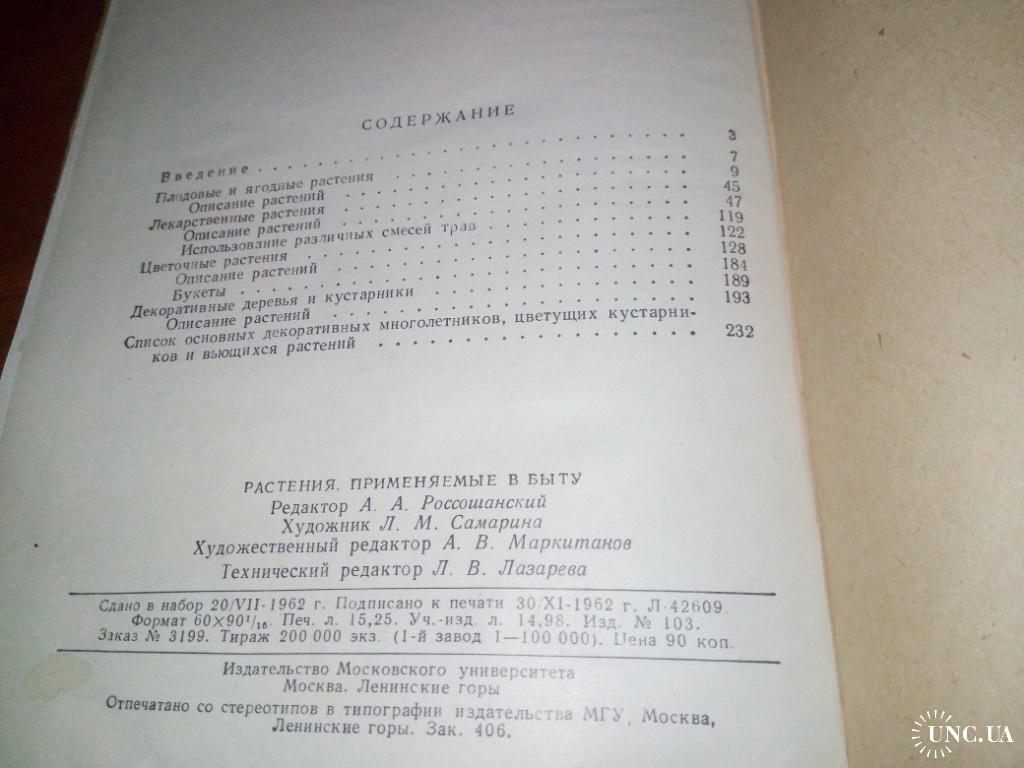 СОДЕРЖАНИЕ
Введение . . . . . . . . . . . . . . . . . . . . 3
Плодовые и ягодные растения . . . . . . . . . . . . 7
Описание растений . . . . . . . . . . . . . . . 9
Лекарственные растения . . . . . . . . . . . . . . 45
Описание растений . . . . . . . . . . . . . . . 47
Использование различных смесей трав . . . . . . . . 119
Цветочные растения . . . . . . . . . . . . . . . . 122
Описание растений . . . . . . . . . . . . . . . 128
Букеты . . . . . . . . . . . . . . . . . . . . 184
Декоративные деревья и кустарники . . . . . . . . . 189
Описание растений . . . . . . . . . . . . . . . 193
Список основных декоративных многолетников, цветущих кустарни-
ков и вьющихся растений . . . . . . . . . . . . . 232
РАСТЕНИЯ, ПРИМЕНЯЕМЫЕ В БЫТУ
Редактор А. А. Россошанский
Художник Л. М. Самарина
Художественный редактор А. В. Маркитанов
Технический редактор Л. В. Лазарева
Сдано в набор 20/VII-1962 г. Подписано к печати 30/XI-1962 г. Л-42609.
Формат 60×90 1/16. Печ. л. 15,25. Уч.-изд. л. 14,98. Изд. № 103.
Заказ № 3199. Тираж 200 000 экз. (1-й завод 1—100 000). Цена 90 коп.
Издательство Московского университета
Москва. Ленинские горы
Отпечатано со стереотипов в типографии издательства МГУ, Москва,
Ленинские горы. Зак. 406.
UNC.UA